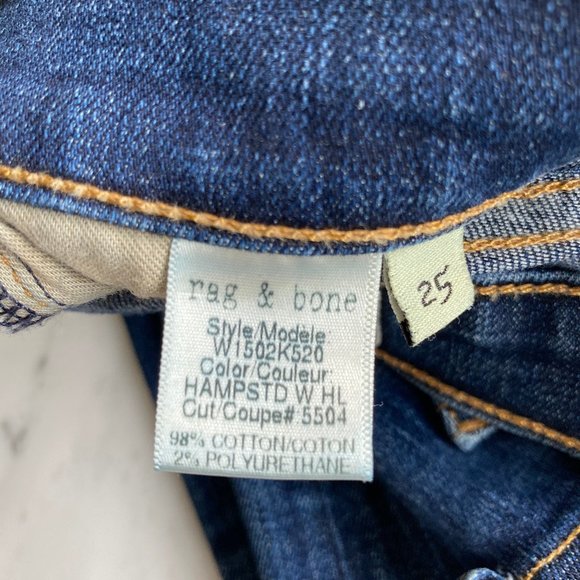 rag & bone
Style/Modele
W1502K520
Color/Couleur
HAMPSTD W HL
Cut/Coupe# 5504
98% COTTON/COTON
2% POLYURETHANE
25